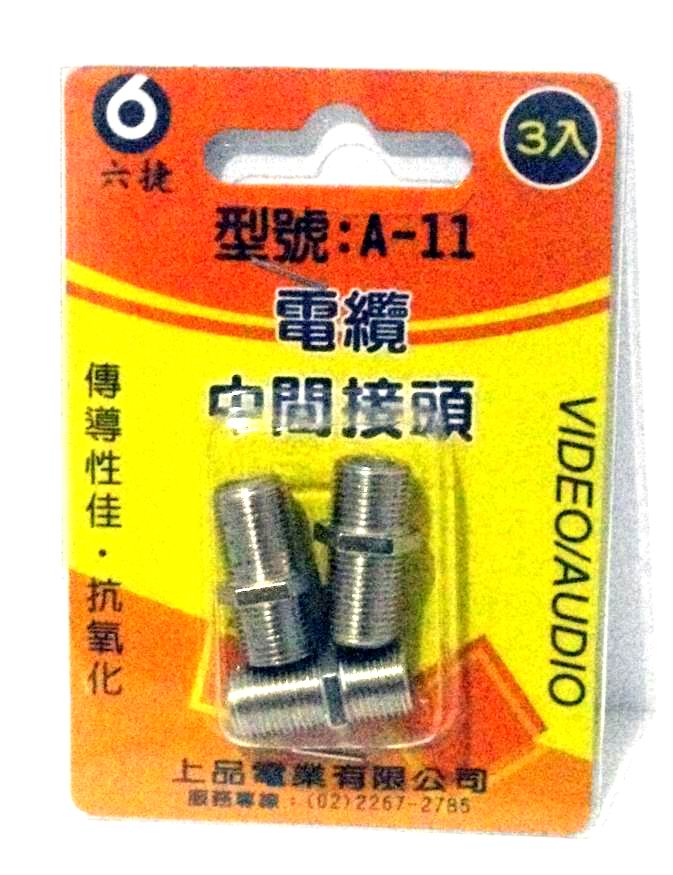 6
六捷
3入
型號:A-11
電纜
中間接頭
傳導性佳·抗氧化
VIDEO/AUDIO
上品電業有限公司
服務專線:(02)2267-2785